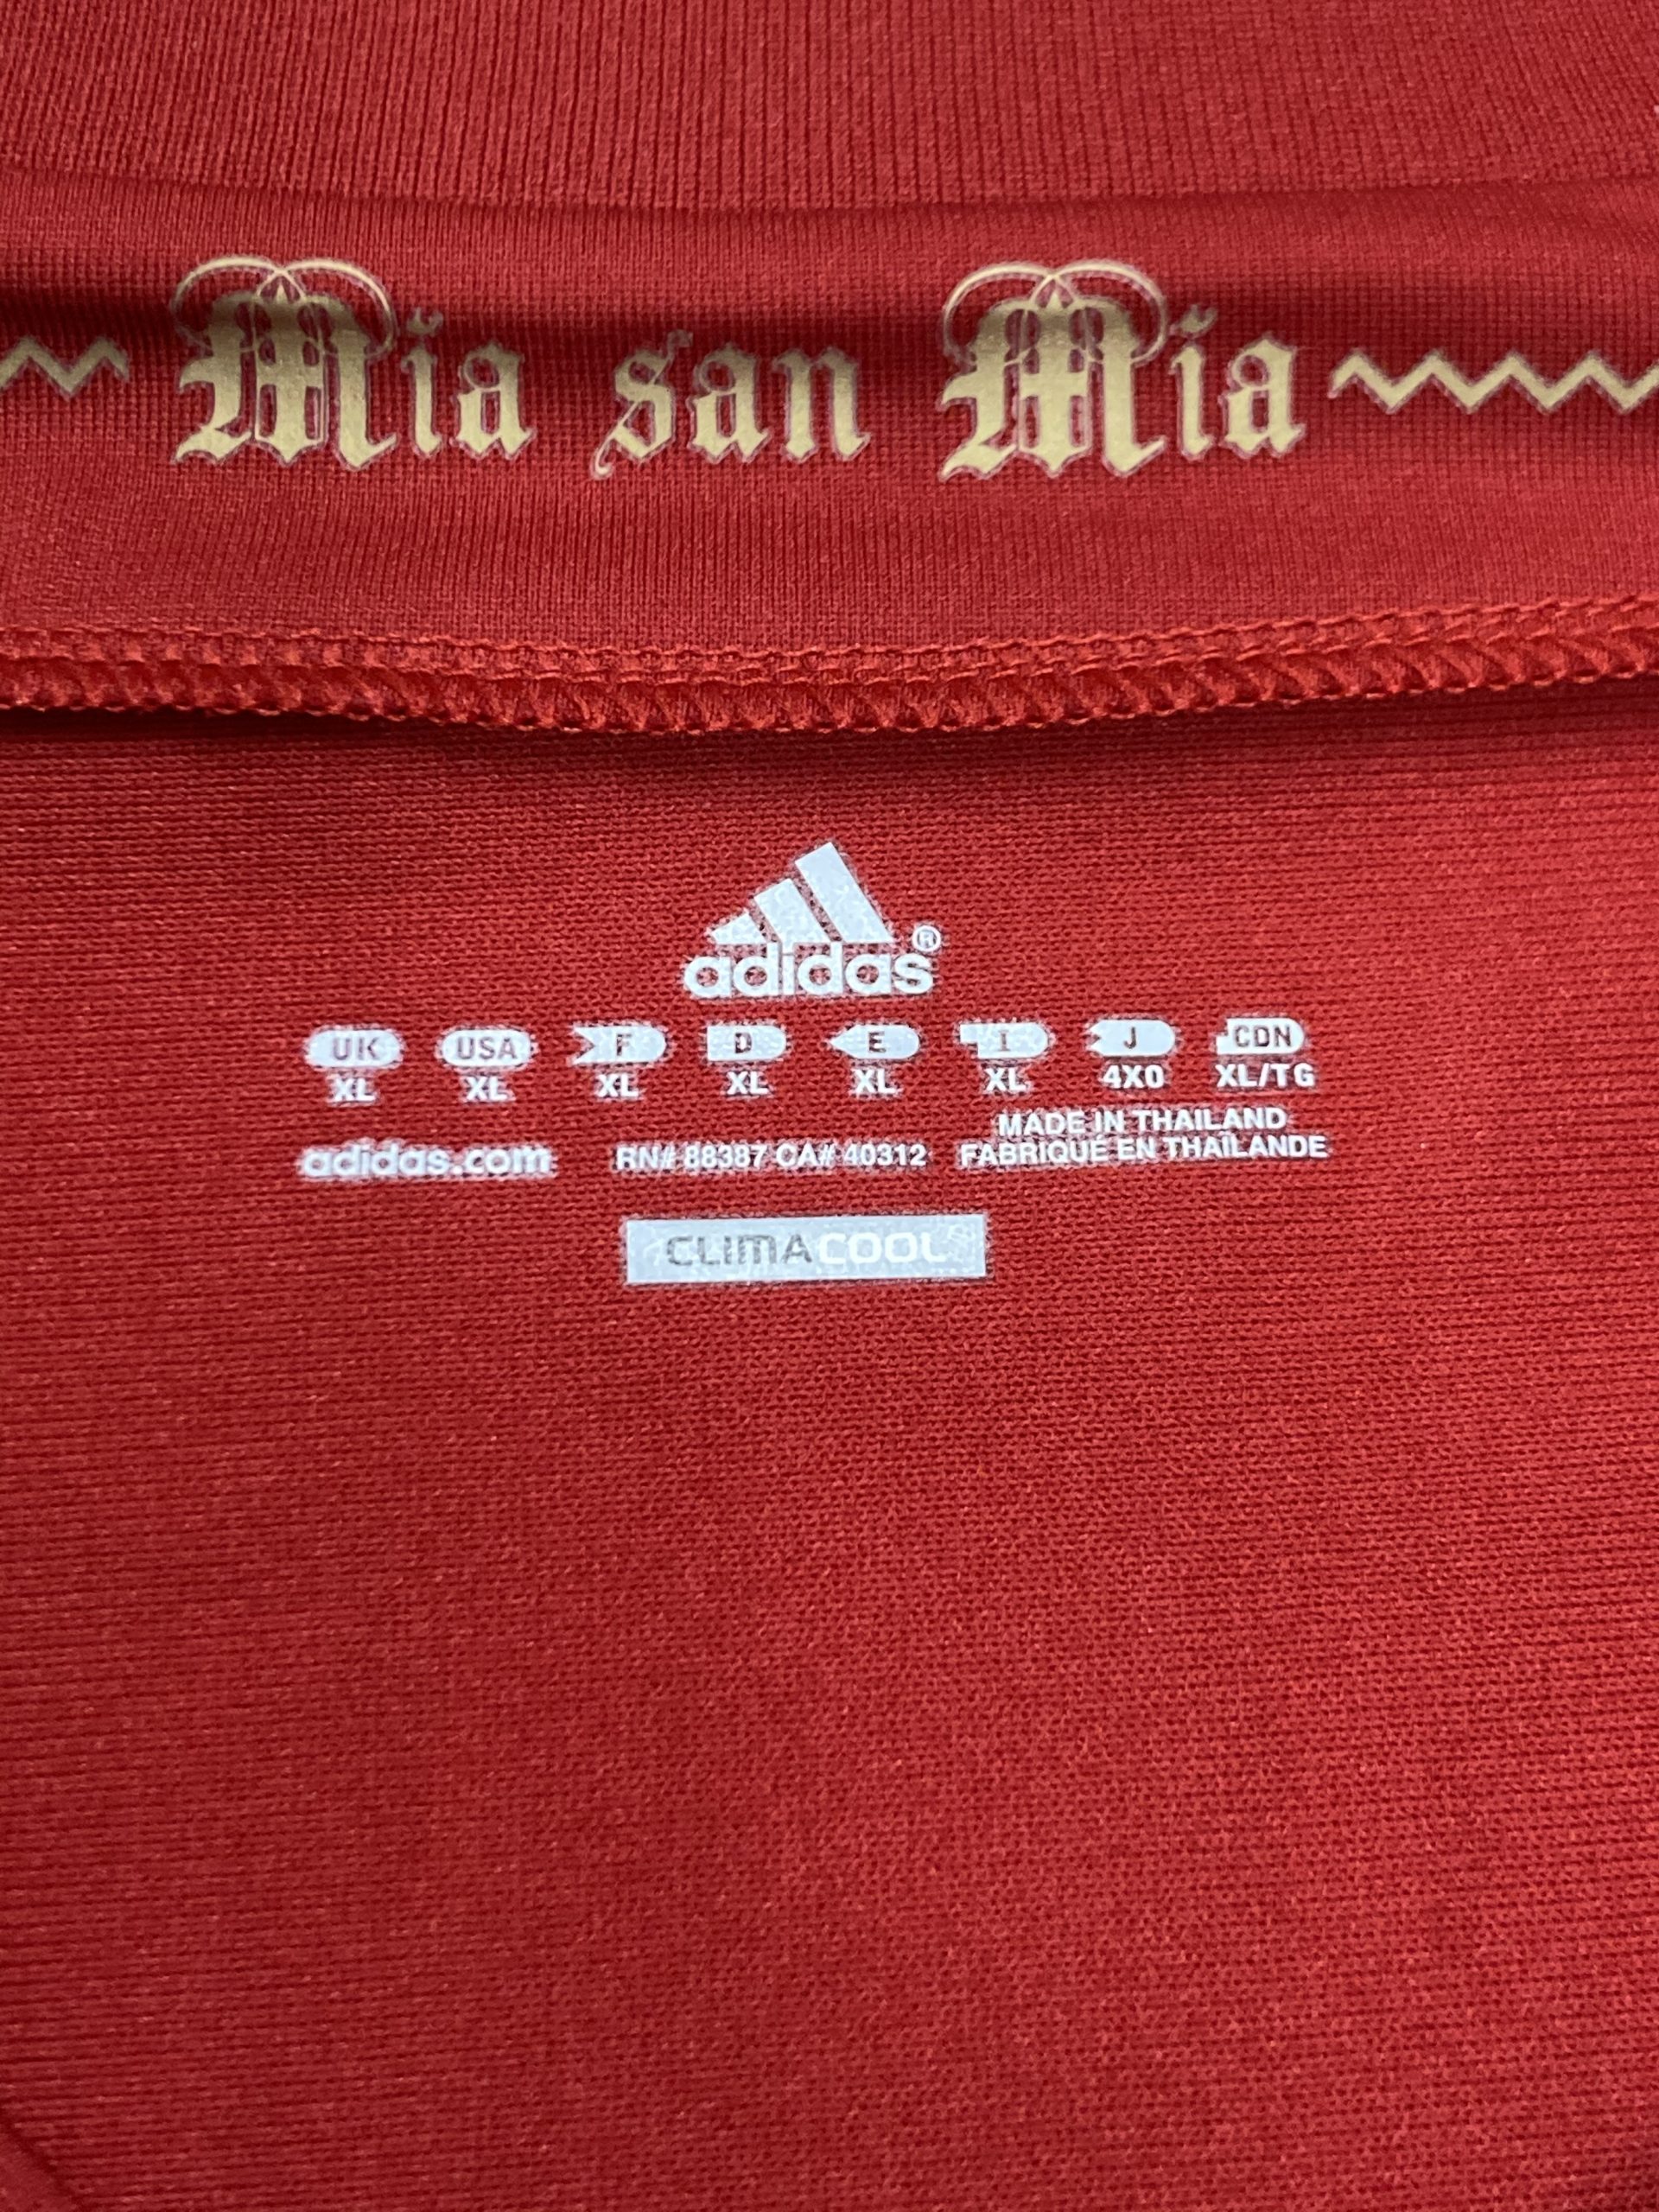 Mia san Mia
adidas®
UK USA F D E I J CDN
XL XL XL XL XL XL 4XO XL/TG
MADE IN THAILAND
adidas.com RN# 88387 CA# 40312 FABRIQUÉ EN THAÏLANDE
CLIMACOOL®